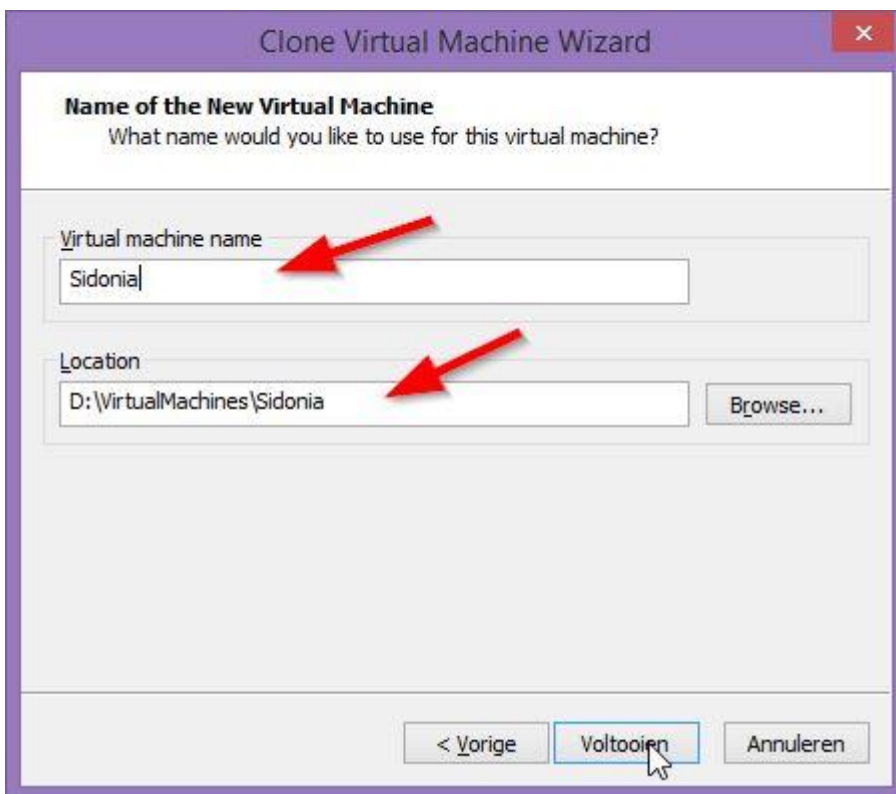 Clone Virtual Machine Wizard
Name of the New Virtual Machine
What name would you like to use for this virtual machine?
Virtual machine name
Sidonia
Location
D:\VirtualMachines\Sidonia
Browse...
< Vorige
Voltooien
Annuleren